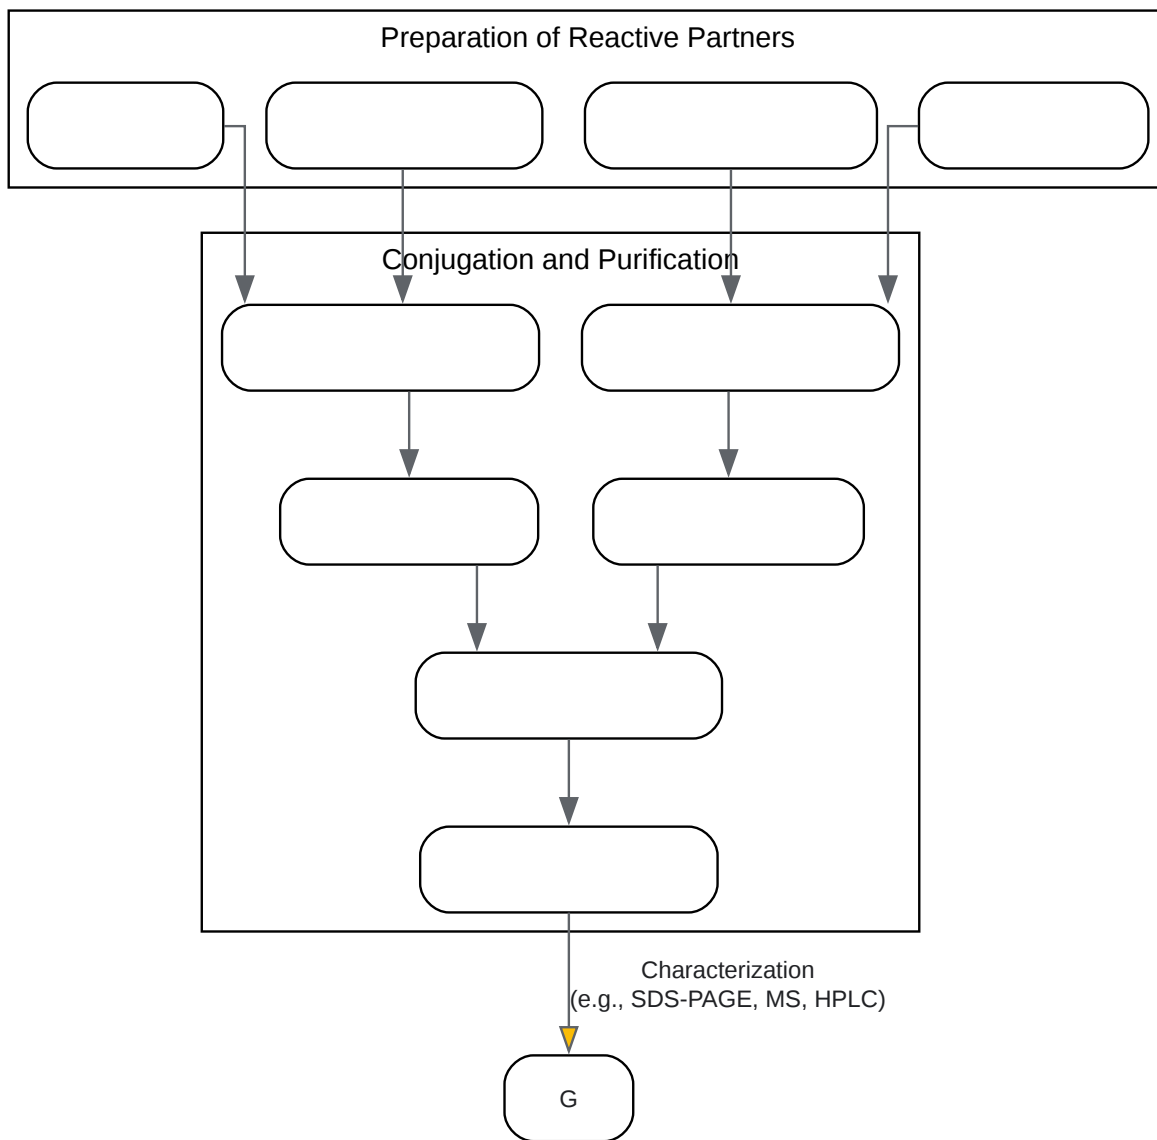 Preparation of Reactive Partners
Conjugation and Purification
Characterization
(e.g., SDS-PAGE, MS, HPLC)
G